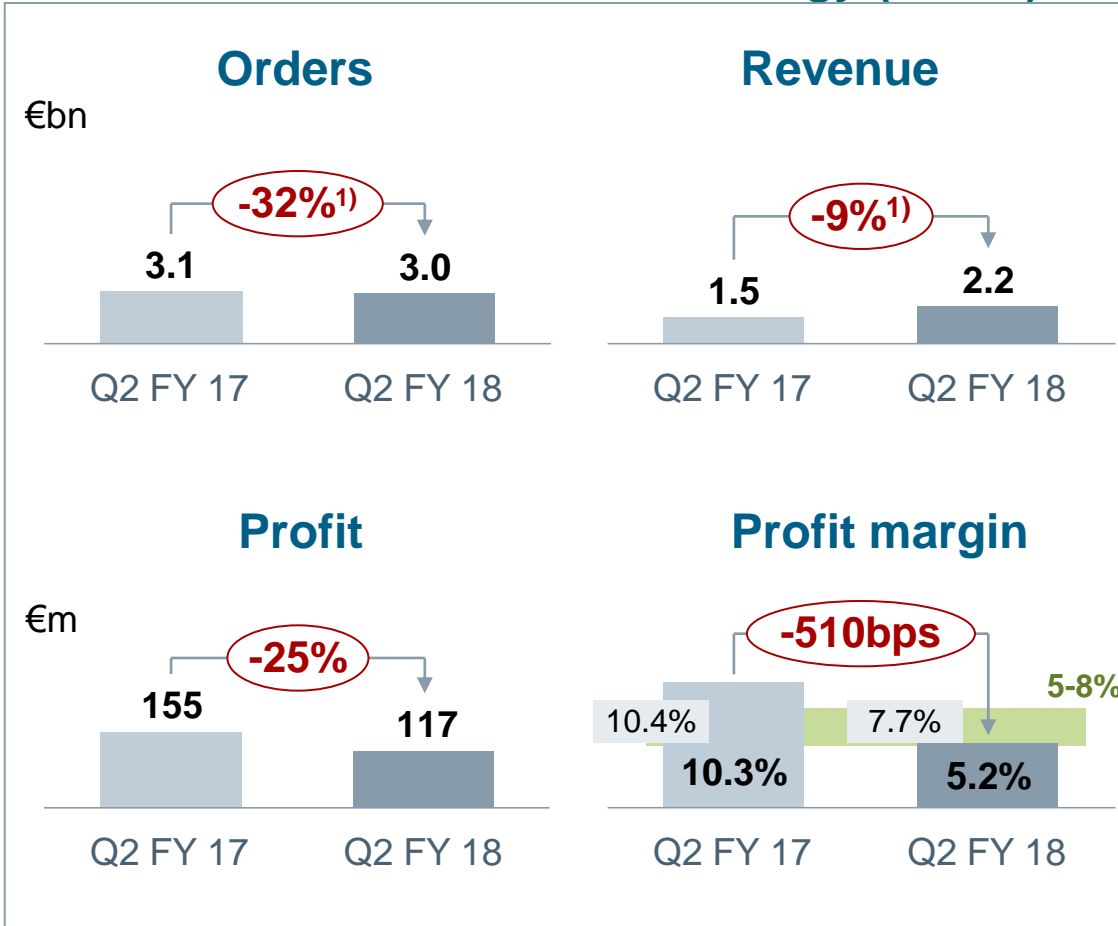 Orders
Revenue
€bn
-32%1)
-9%1)
3.1
3.0
1.5
2.2
Q2 FY 17
Q2 FY 18
Q2 FY 17
Q2 FY 18
Profit
Profit margin
€m
-25%
-510bps
155
117
5-8%
10.4%
7.7%
10.3%
5.2%
Q2 FY 17
Q2 FY 18
Q2 FY 17
Q2 FY 18